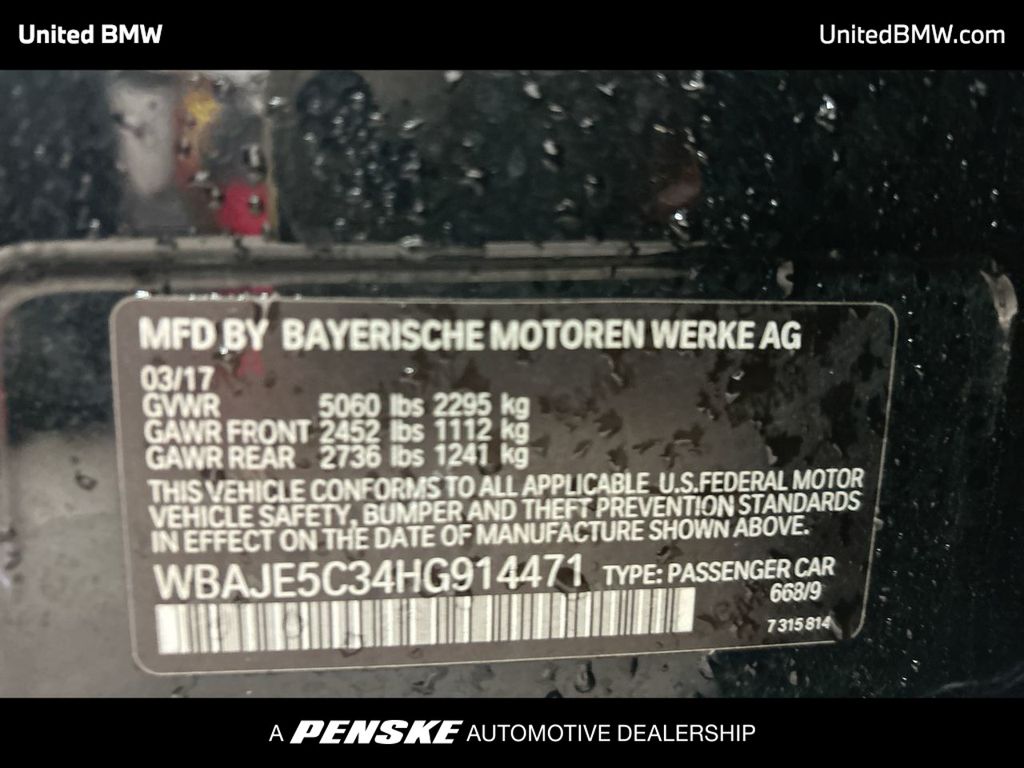 United BMW
UnitedBMW.com
MFD BY BAYERISCHE MOTOREN WERKE AG
03/17
GVWR 5060 lbs 2295 kg
GAWR FRONT 2452 lbs 1112 kg
GAWR REAR 2736 lbs 1241 kg
THIS VEHICLE CONFORMS TO ALL APPLICABLE U.S.FEDERAL MOTOR
VEHICLE SAFETY, BUMPER AND THEFT PREVENTION STANDARDS
IN EFFECT ON THE DATE OF MANUFACTURE SHOWN ABOVE.
WBAJE5C34HG914471 TYPE: PASSENGER CAR
668/9
7 315 814
A PENSKE AUTOMOTIVE DEALERSHIP